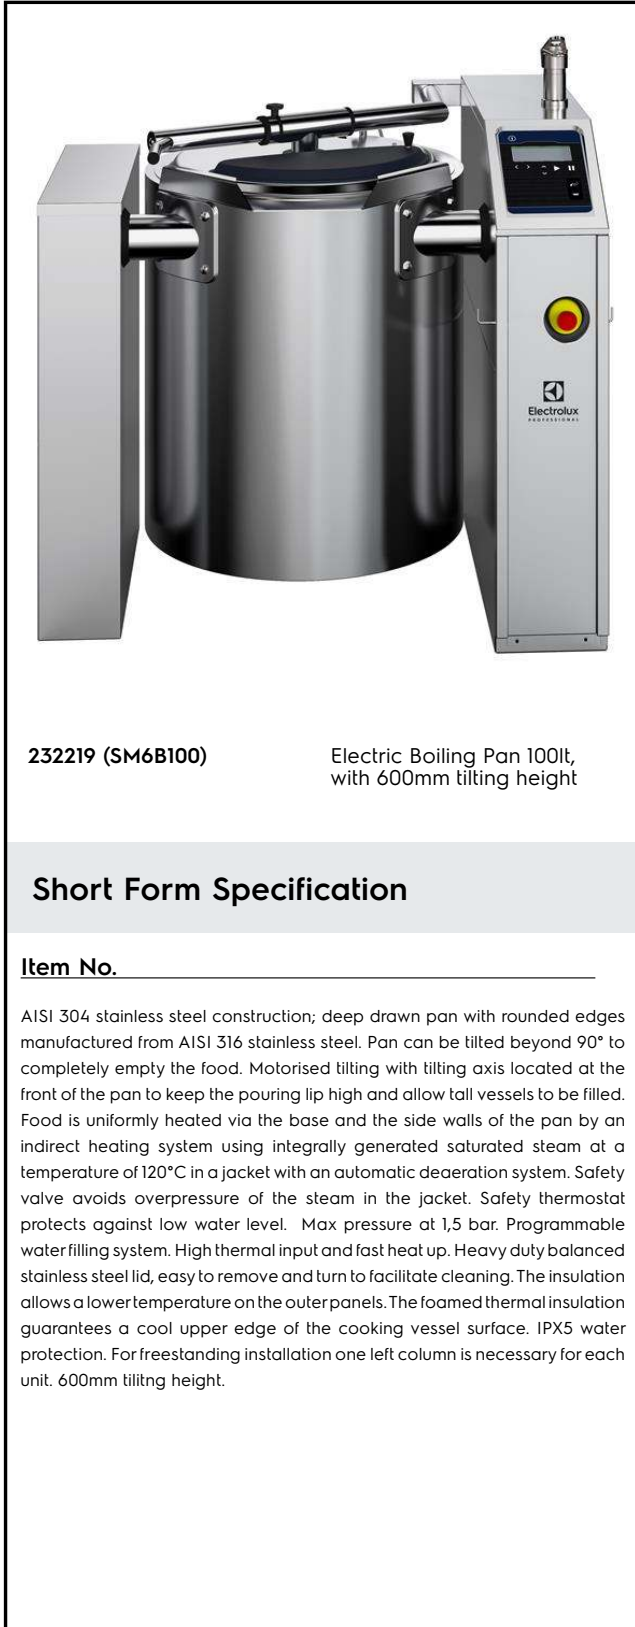 Electrolux
PROFESSIONAL
232219 (SM6B100)
Electric Boiling Pan 100lt,
with 600mm tilting height
Short Form Specification
Item No.
AISI 304 stainless steel construction; deep drawn pan with rounded edges
manufactured from AISI 316 stainless steel. Pan can be tilted beyond 90° to
completely empty the food. Motorised tilting with tilting axis located at the
front of the pan to keep the pouring lip high and allow tall vessels to be filled.
Food is uniformly heated via the base and the side walls of the pan by an
indirect heating system using integrally generated saturated steam at a
temperature of 120°C in a jacket with an automatic deaeration system. Safety
valve avoids overpressure of the steam in the jacket. Safety thermostat
protects against low water level. Max pressure at 1,5 bar. Programmable
water filling system. High thermal input and fast heat up. Heavy duty balanced
stainless steel lid, easy to remove and turn to facilitate cleaning. The insulation
allows a lower temperature on the outer panels. The foamed thermal insulation
guarantees a cool upper edge of the cooking vessel surface. IPX5 water
protection. For freestanding installation one left column is necessary for each
unit. 600mm tiliting height.